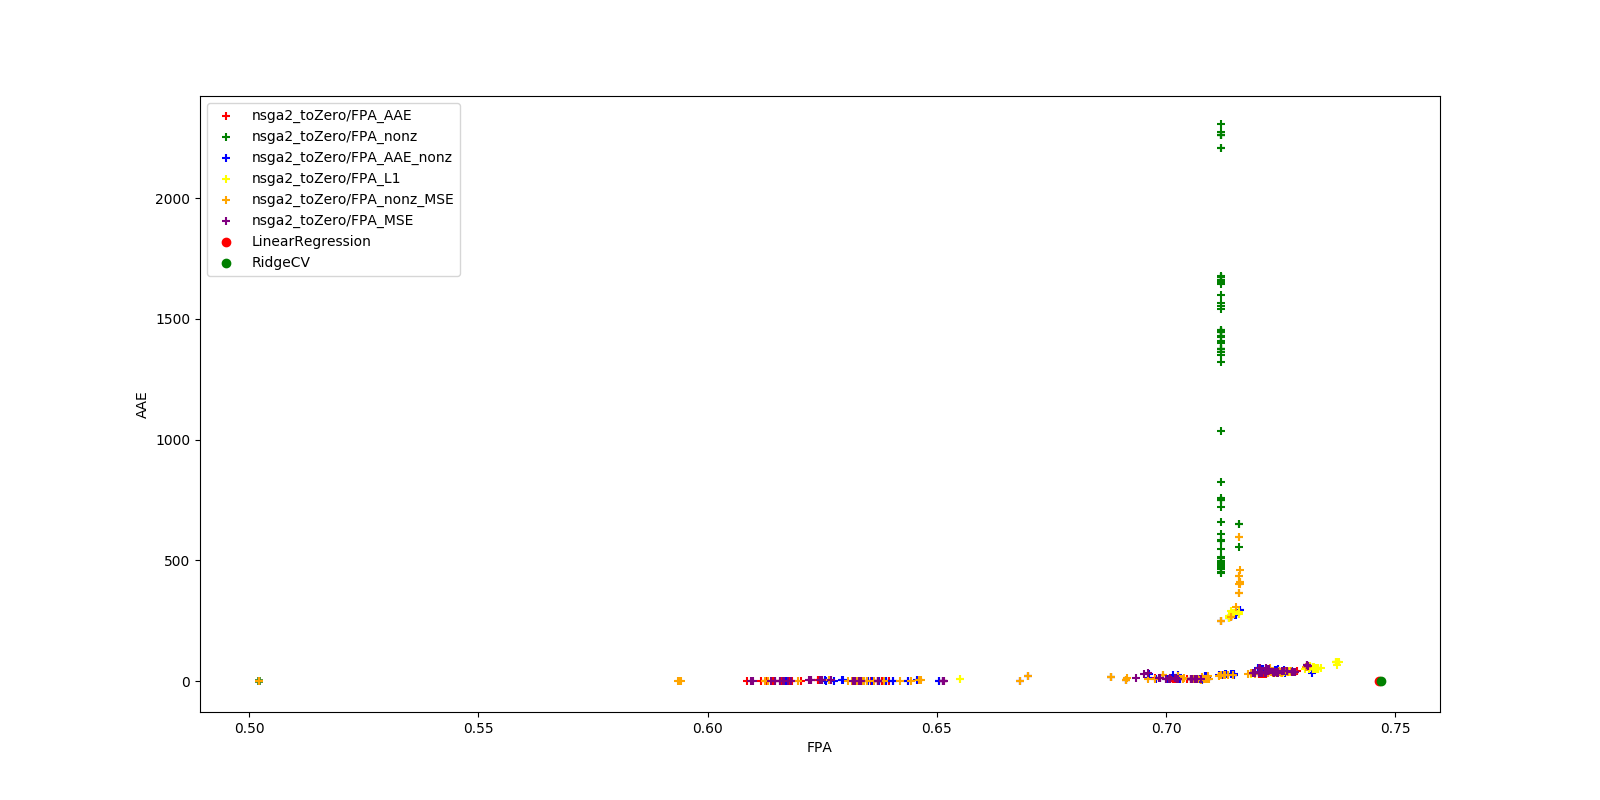 nsga2_toZero/FPA_AAE
nsga2_toZero/FPA_nonz
nsga2_toZero/FPA_AAE_nonz
nsga2_toZero/FPA_L1
nsga2_toZero/FPA_nonz_MSE
nsga2_toZero/FPA_MSE
LinearRegression
RidgeCV
2000
1500
1000
500
0
AAE
0.50 0.55 0.60 0.65 0.70 0.75
FPA